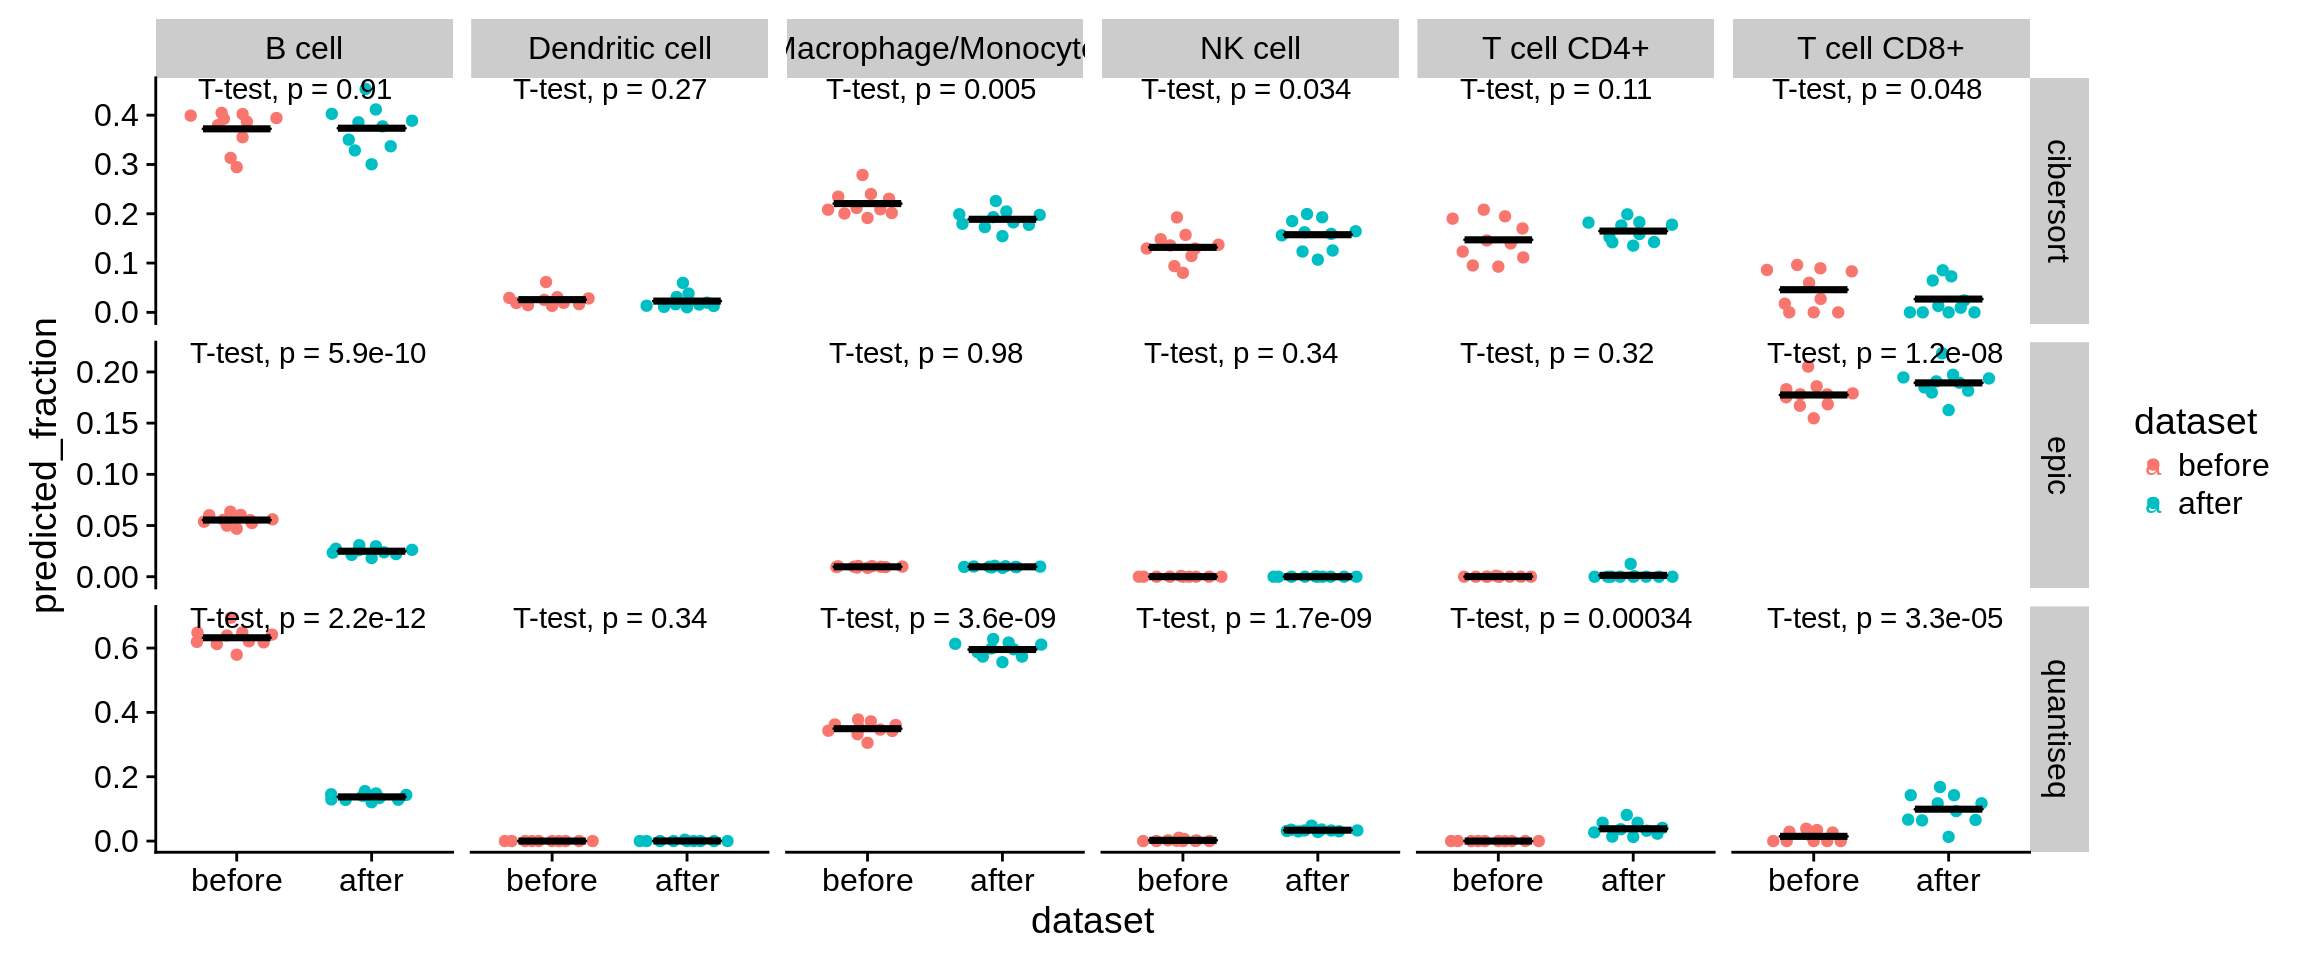 B cell
Dendritic cell
Macrophage/Monocyte
NK cell
T cell CD4+
T cell CD8+
T-test, p = 0.91
T-test, p = 0.27
T-test, p = 0.005
T-test, p = 0.034
T-test, p = 0.11
T-test, p = 0.048
0.4
0.3
0.2
0.1
0.0
cibersort
T-test, p = 5.9e-10
T-test, p = 0.98
T-test, p = 0.34
T-test, p = 0.32
T-test, p = 1.2e-08
0.20
0.15
0.10
0.05
0.00
epic
predicted_fraction
T-test, p = 2.2e-12
T-test, p = 0.34
T-test, p = 3.6e-09
T-test, p = 1.7e-09
T-test, p = 0.00034
T-test, p = 3.3e-05
0.6
0.4
0.2
0.0
quantiseq
before
after
before
after
before
after
before
after
before
after
before
after
dataset
dataset
a before
a after